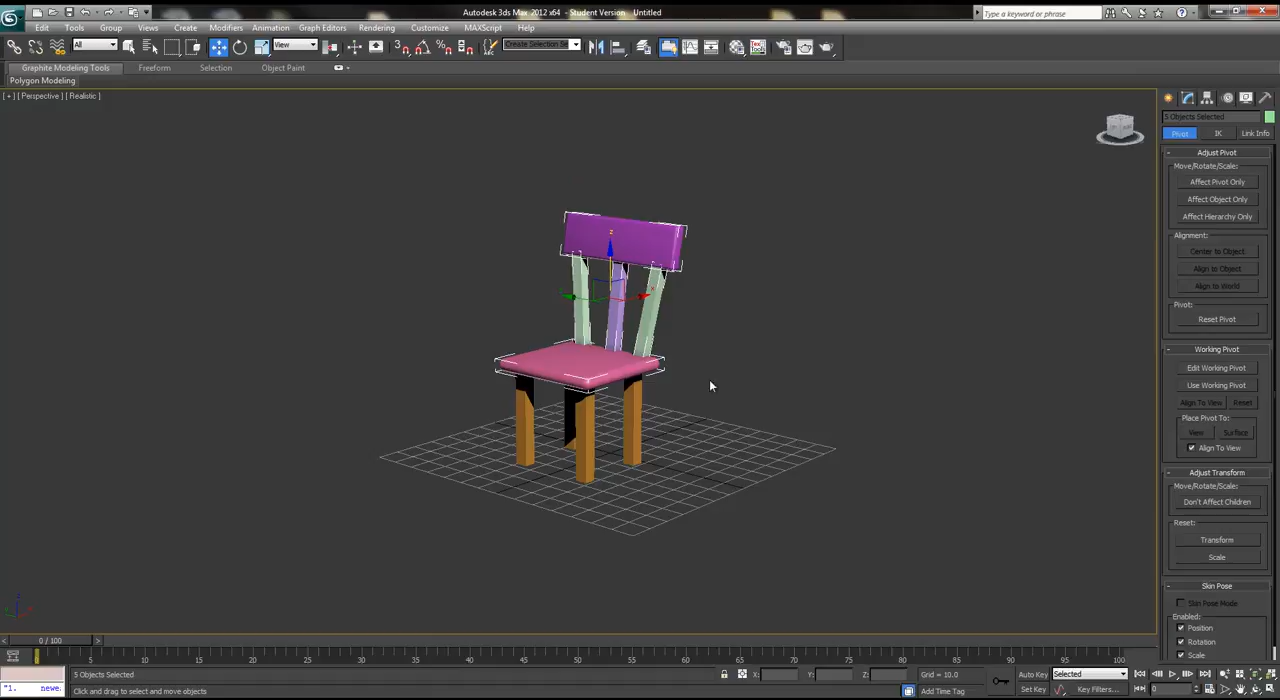 Autodesk 3ds Max 2012 x64 - Student Version   Untitled
Type a keyword or phrase
Edit Tools Group Views Create Modifiers Animation Graph Editors Rendering Customize MAXScript Help
All View Create Selection Se
Graphite Modeling Tools Freeform Selection Object Paint
Polygon Modeling
[ + ] [ Perspective ] [ Realistic ]
5 Objects Selected
Pivot IK Link Info
- Adjust Pivot
Move/Rotate/Scale:
Affect Pivot Only
Affect Object Only
Affect Hierarchy Only
Alignment:
Center to Object
Align to Object
Align to World
Pivot:
Reset Pivot
- Working Pivot
Edit Working Pivot
Use Working Pivot
Align To View Reset
Place Pivot To:
View Surface
Align To View
- Adjust Transform
Move/Rotate/Scale:
Don't Affect Children
Reset:
Transform
Scale
- Skin Pose
Skin Pose Mode
Enabled:
Position
Rotation
Scale
z
x
< 0 / 100 >
0 5 10 15 20 25 30 35 40 45 50 55 60 65 70 75 80 85 90 95 100
5 Objects Selected X: Y: Z: Grid = 10.0 Auto Key Selected
"1. newe Click and drag to select and move objects Add Time Tag Set Key Key Filters...